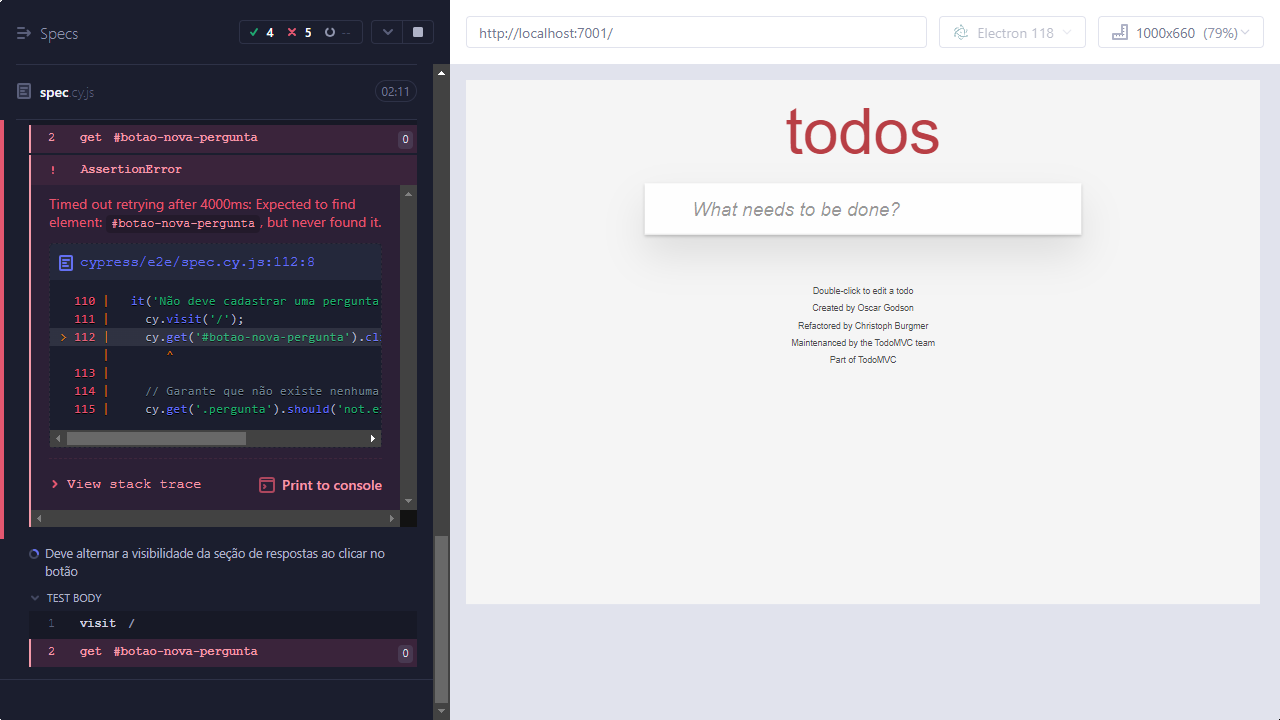 Specs
4 5 --
http://localhost:7001/
Electron 118
1000x660 (79%)
spec.cy.js
02:11
2 get #botao-nova-pergunta 0
! AssertionError
Timed out retrying after 4000ms: Expected to find
element: #botao-nova-pergunta, but never found it.
cypress/e2e/spec.cy.js:112:8
110 | it('Não deve cadastrar uma pergunta
111 | cy.visit('/');
> 112 | cy.get('#botao-nova-pergunta').cli
| ^
113 |
114 | // Garante que não existe nenhuma
115 | cy.get('.pergunta').should('not.e
> View stack trace
Print to console
Deve alternar a visibilidade da seção de respostas ao clicar no
botão
TEST BODY
1 visit /
2 get #botao-nova-pergunta 0
todos
What needs to be done?
Double-click to edit a todo
Created by Oscar Godson
Refactored by Christoph Burgmer
Maintenanced by the TodoMVC team
Part of TodoMVC